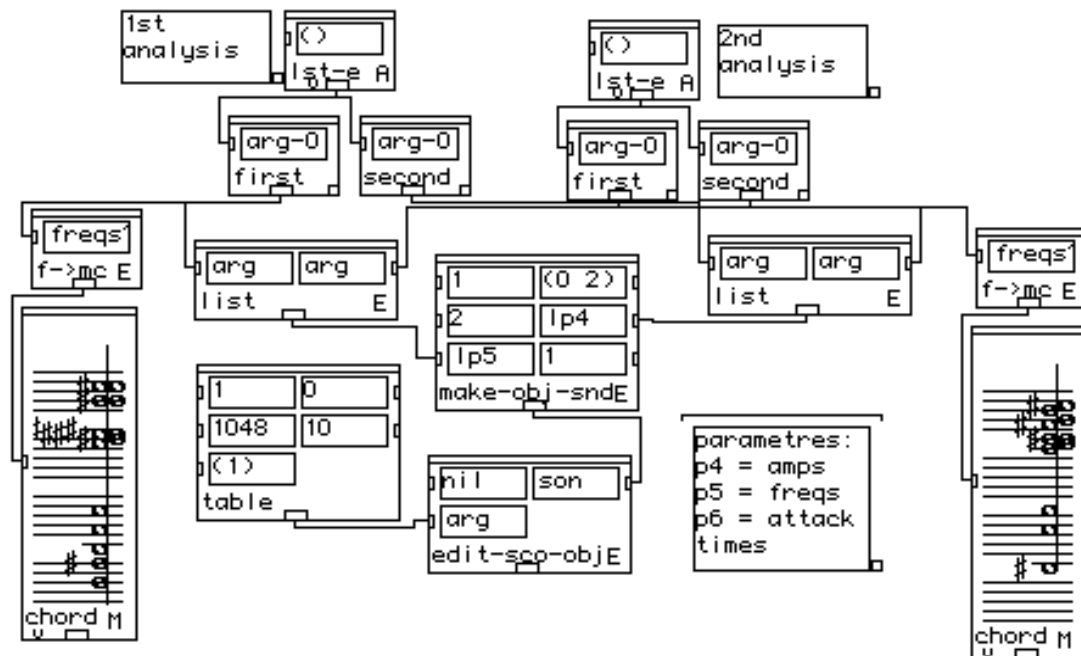 1st
analysis
()
lst-e A
()
lst-e A
2nd
analysis
arg-0
first
arg-0
second
arg-0
first
arg-0
second
freqs
f->mc E
arg arg
list E
1 (0 2)
2 lp4
lp5 1
make-obj-sndE
arg arg
list E
freqs
f->mc E
1 0
1048 10
(1)
table
nil son
arg
edit-sco-objE
parametres:
p4 = amps
p5 = freqs
p6 = attack
times
chord M
chord M